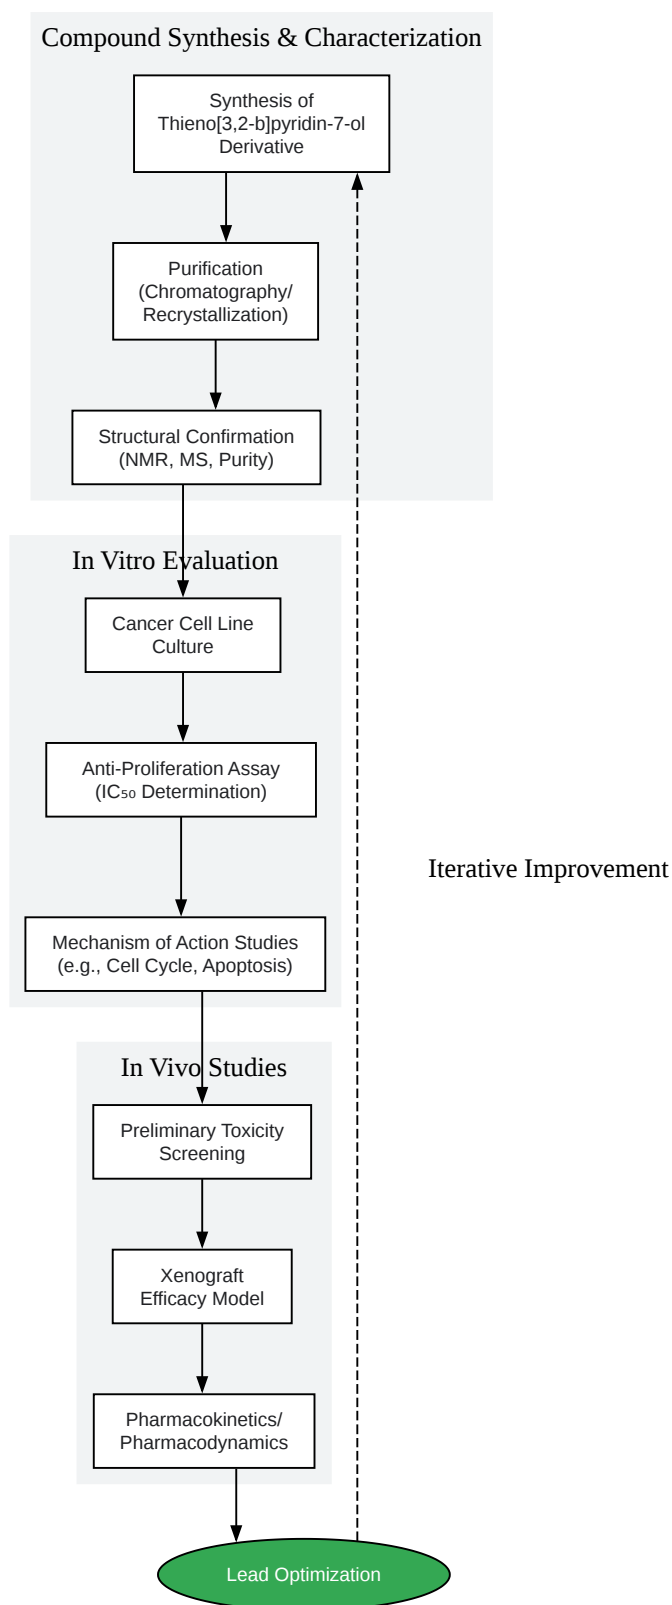 Compound Synthesis & Characterization
Synthesis of
Thieno[3,2-b]pyridin-7-ol
Derivative
Purification
(Chromatography/
Recrystallization)
Structural Confirmation
(NMR, MS, Purity)
In Vitro Evaluation
Cancer Cell Line
Culture
Anti-Proliferation Assay
(IC₅₀ Determination)
Iterative Improvement
Mechanism of Action Studies
(e.g., Cell Cycle, Apoptosis)
In Vivo Studies
Preliminary Toxicity
Screening
Xenograft
Efficacy Model
Pharmacokinetics/
Pharmacodynamics
Lead Optimization